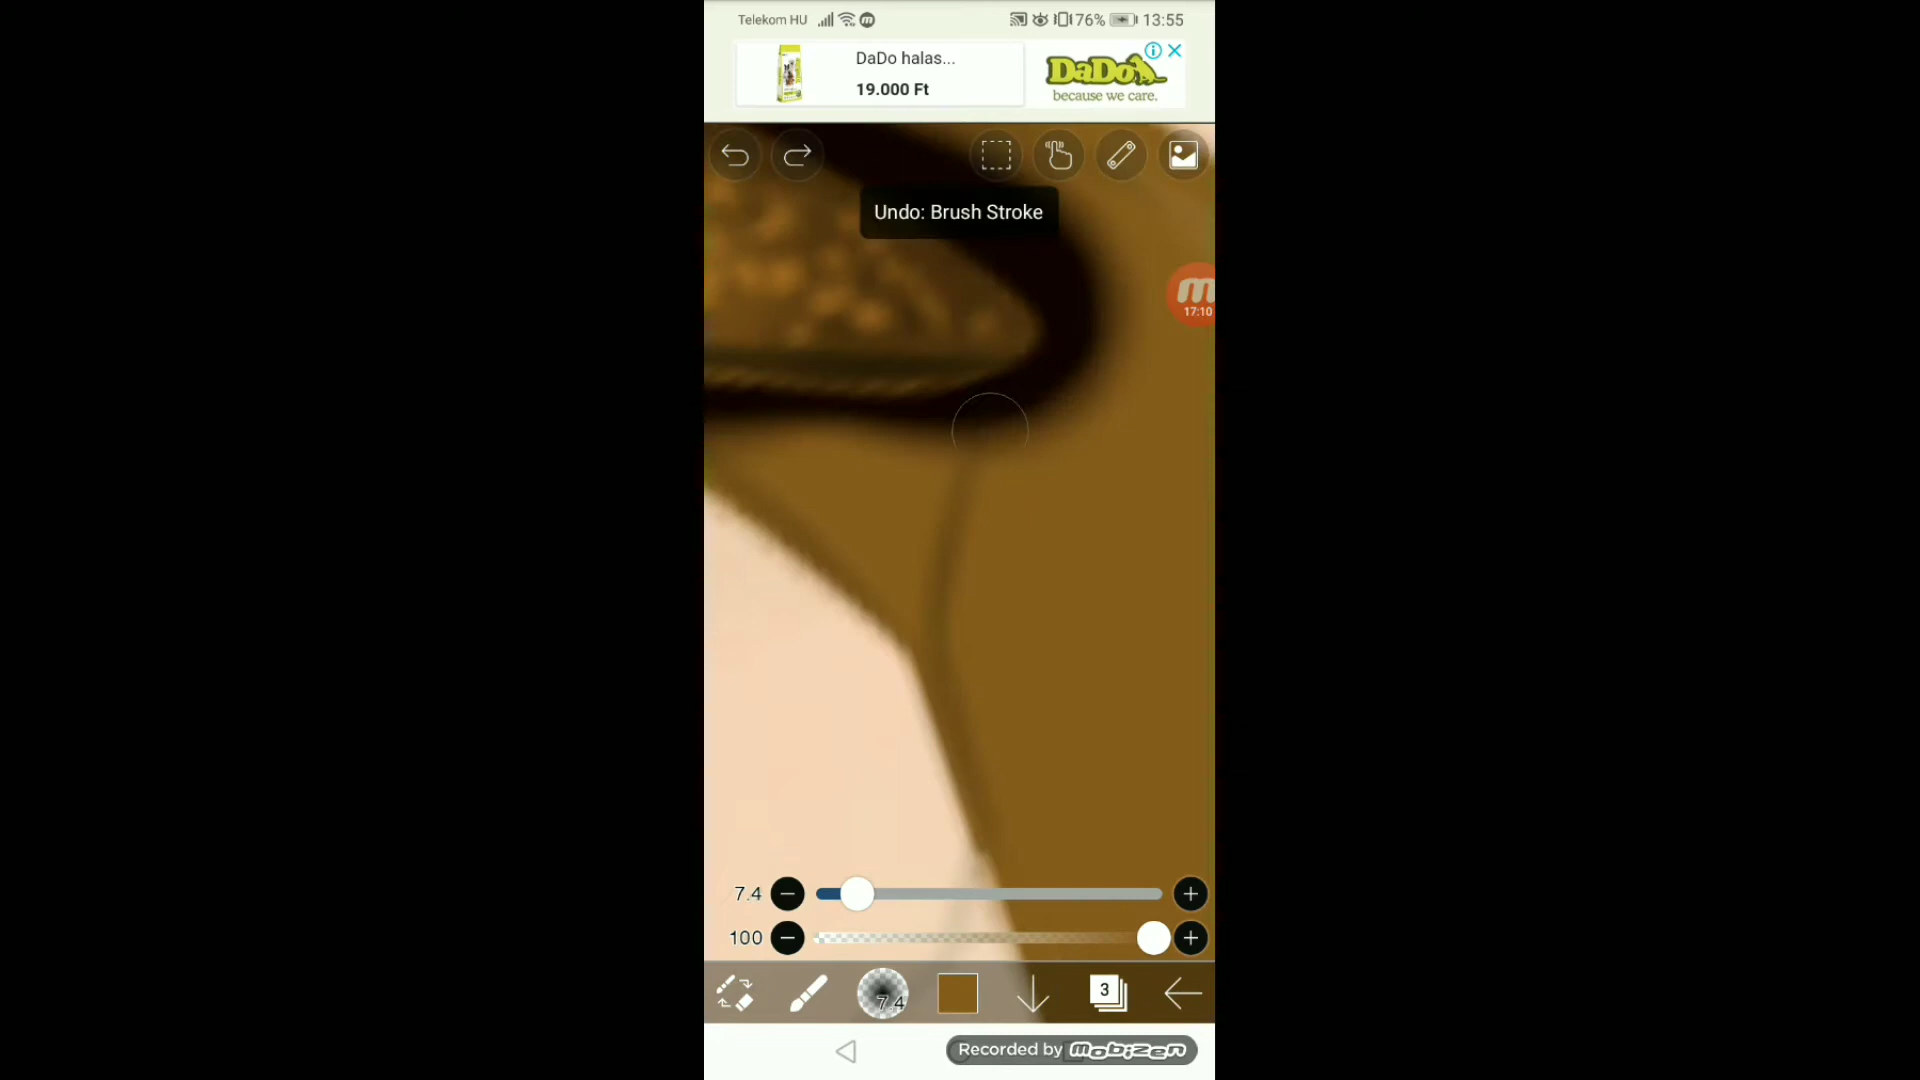 Telekom HU
76%
13:55
DaDo halas...
19.000 Ft
DaDo
because we care.
Undo: Brush Stroke
17:10
7.4
100
7.4
3
Recorded by mobizen